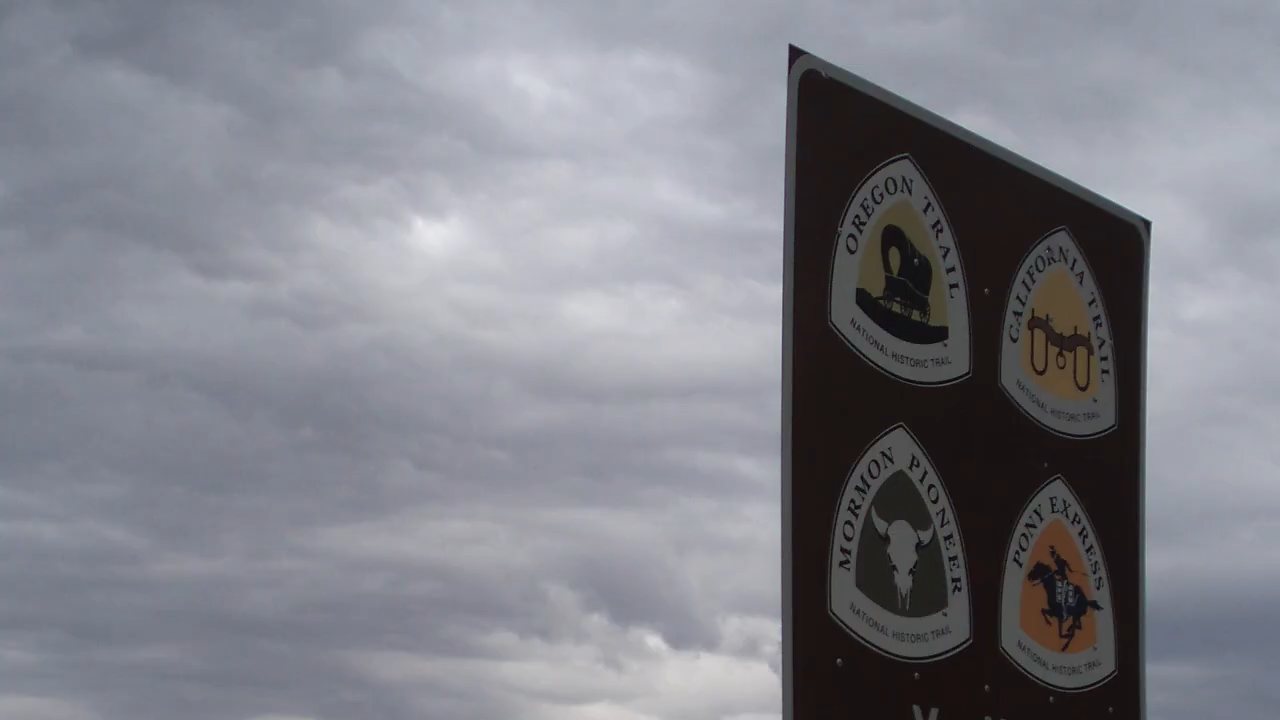 OREGON TRAIL
NATIONAL HISTORIC TRAIL
CALIFORNIA TRAIL
NATIONAL HISTORIC TRAIL
MORMON PIONEER
NATIONAL HISTORIC TRAIL
PONY EXPRESS
NATIONAL HISTORIC TRAIL